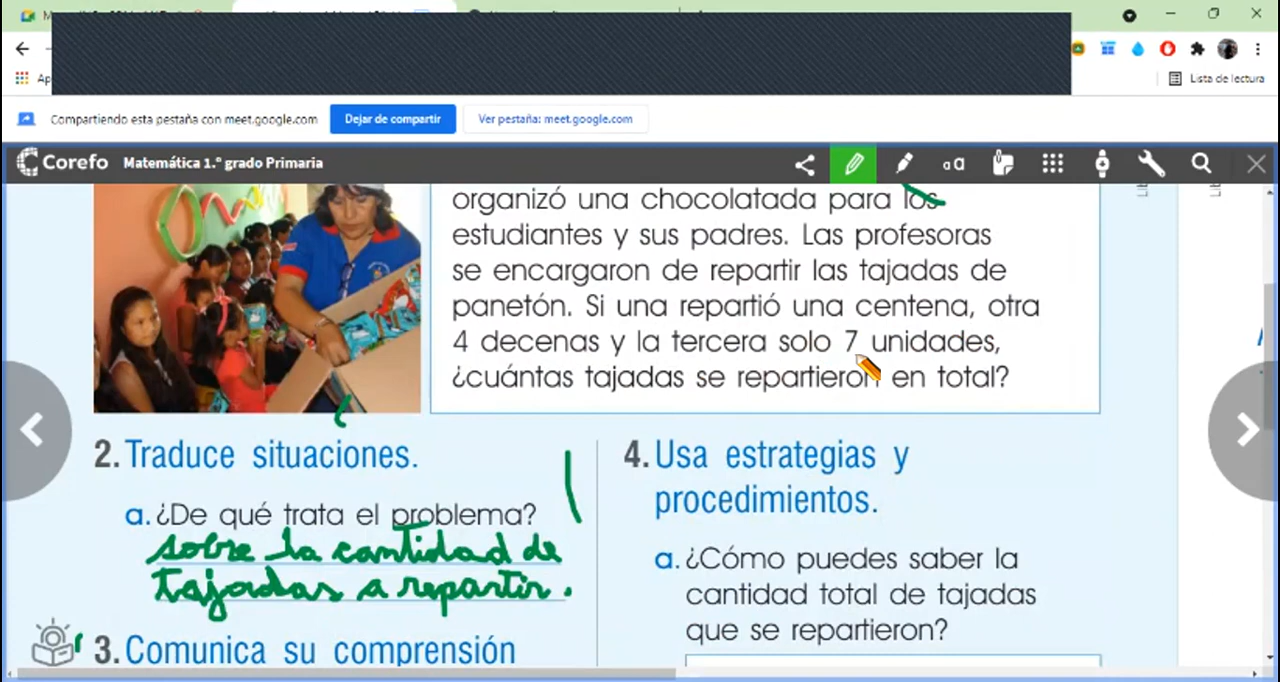 Lista de lectura
Compartiendo esta pestaña con meet.google.com
Dejar de compartir
Ver pestaña: meet.google.com
Corefo
Matemática 1.° grado Primaria
aa
organizó una chocolatada para los
estudiantes y sus padres. Las profesoras
se encargaron de repartir las tajadas de
panetón. Si una repartió una centena, otra
4 decenas y la tercera solo 7 unidades,
¿cuántas tajadas se repartieron en total?
2. Traduce situaciones.
a. ¿De qué trata el problema?
sobre la cantidad de
tajadas a repartir.
3. Comunica su comprensión
4. Usa estrategias y
procedimientos.
a. ¿Cómo puedes saber la
cantidad total de tajadas
que se repartieron?